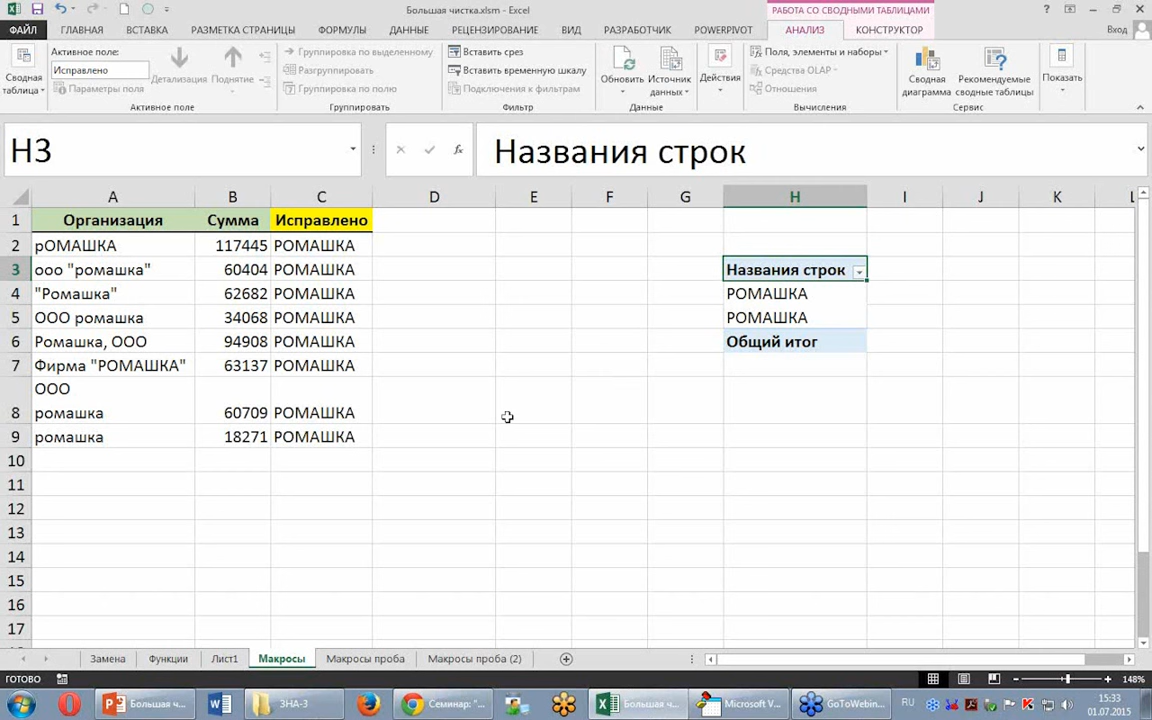 Большая чистка.xlsm - Excel
РАБОТА СО СВОДНЫМИ ТАБЛИЦАМИ
ФАЙЛ ГЛАВНАЯ ВСТАВКА РАЗМЕТКА СТРАНИЦЫ ФОРМУЛЫ ДАННЫЕ РЕЦЕНЗИРОВАНИЕ ВИД РАЗРАБОТЧИК POWERPIVOT АНАЛИЗ КОНСТРУКТОР Вход
Сводная таблица
Активное поле:
Исправлено
Параметры поля
Детализация Поднятие
Активное поле
Группировка по выделенному
Разгруппировать
Группировка по полю
Группировать
Вставить срез
Вставить временную шкалу
Подключения к фильтрам
Фильтр
Обновить Источник данных
Данные
Действия
Поля, элементы и наборы
Средства OLAP
Отношения
Вычисления
Сводная диаграмма Рекомендуемые сводные таблицы
Сервис
Показать
H3 fx Названия строк
A B C D E F G H I J K L
1 Организация Сумма Исправлено
2 рОМАШКА 117445 РОМАШКА
3 ооо "ромашка" 60404 РОМАШКА Названия строк
4 "Ромашка" 62682 РОМАШКА РОМАШКА
5 ООО ромашка 34068 РОМАШКА РОМАШКА
6 Ромашка, ООО 94908 РОМАШКА Общий итог
7 Фирма "РОМАШКА" 63137 РОМАШКА
ООО
8 ромашка 60709 РОМАШКА
9 ромашка 18271 РОМАШКА
10
11
12
13
14
15
16
17
Замена Функции Лист1 Макросы Макросы проба Макросы проба (2)
ГОТОВО 148%
Большая ч... ЗНА-3 Семинар: "... Большая ч... Microsoft V... GoToWebin... RU 15:33
01.07.2015